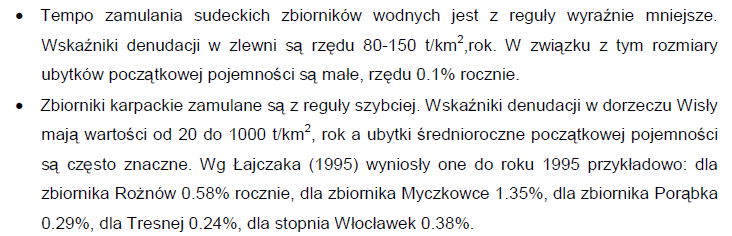 • Tempo zamulania sudeckich zbiorników wodnych jest z reguły wyraźnie mniejsze.
Wskaźniki denudacji w zlewni są rzędu 80-150 t/km²,rok. W związku z tym rozmiary
ubytków początkowej pojemności są małe, rzędu 0.1% rocznie.
• Zbiorniki karpackie zamulane są z reguły szybciej. Wskaźniki denudacji w dorzeczu Wisły
mają wartości od 20 do 1000 t/km², rok a ubytki średnioroczne początkowej pojemności
są często znaczne. Wg Łajczaka (1995) wyniosły one do roku 1995 przykładowo: dla
zbiornika Rożnów 0.58% rocznie, dla zbiornika Myczkowce 1.35%, dla zbiornika Porąbka
0.29%, dla Tresnej 0.24%, dla stopnia Włocławek 0.38%.